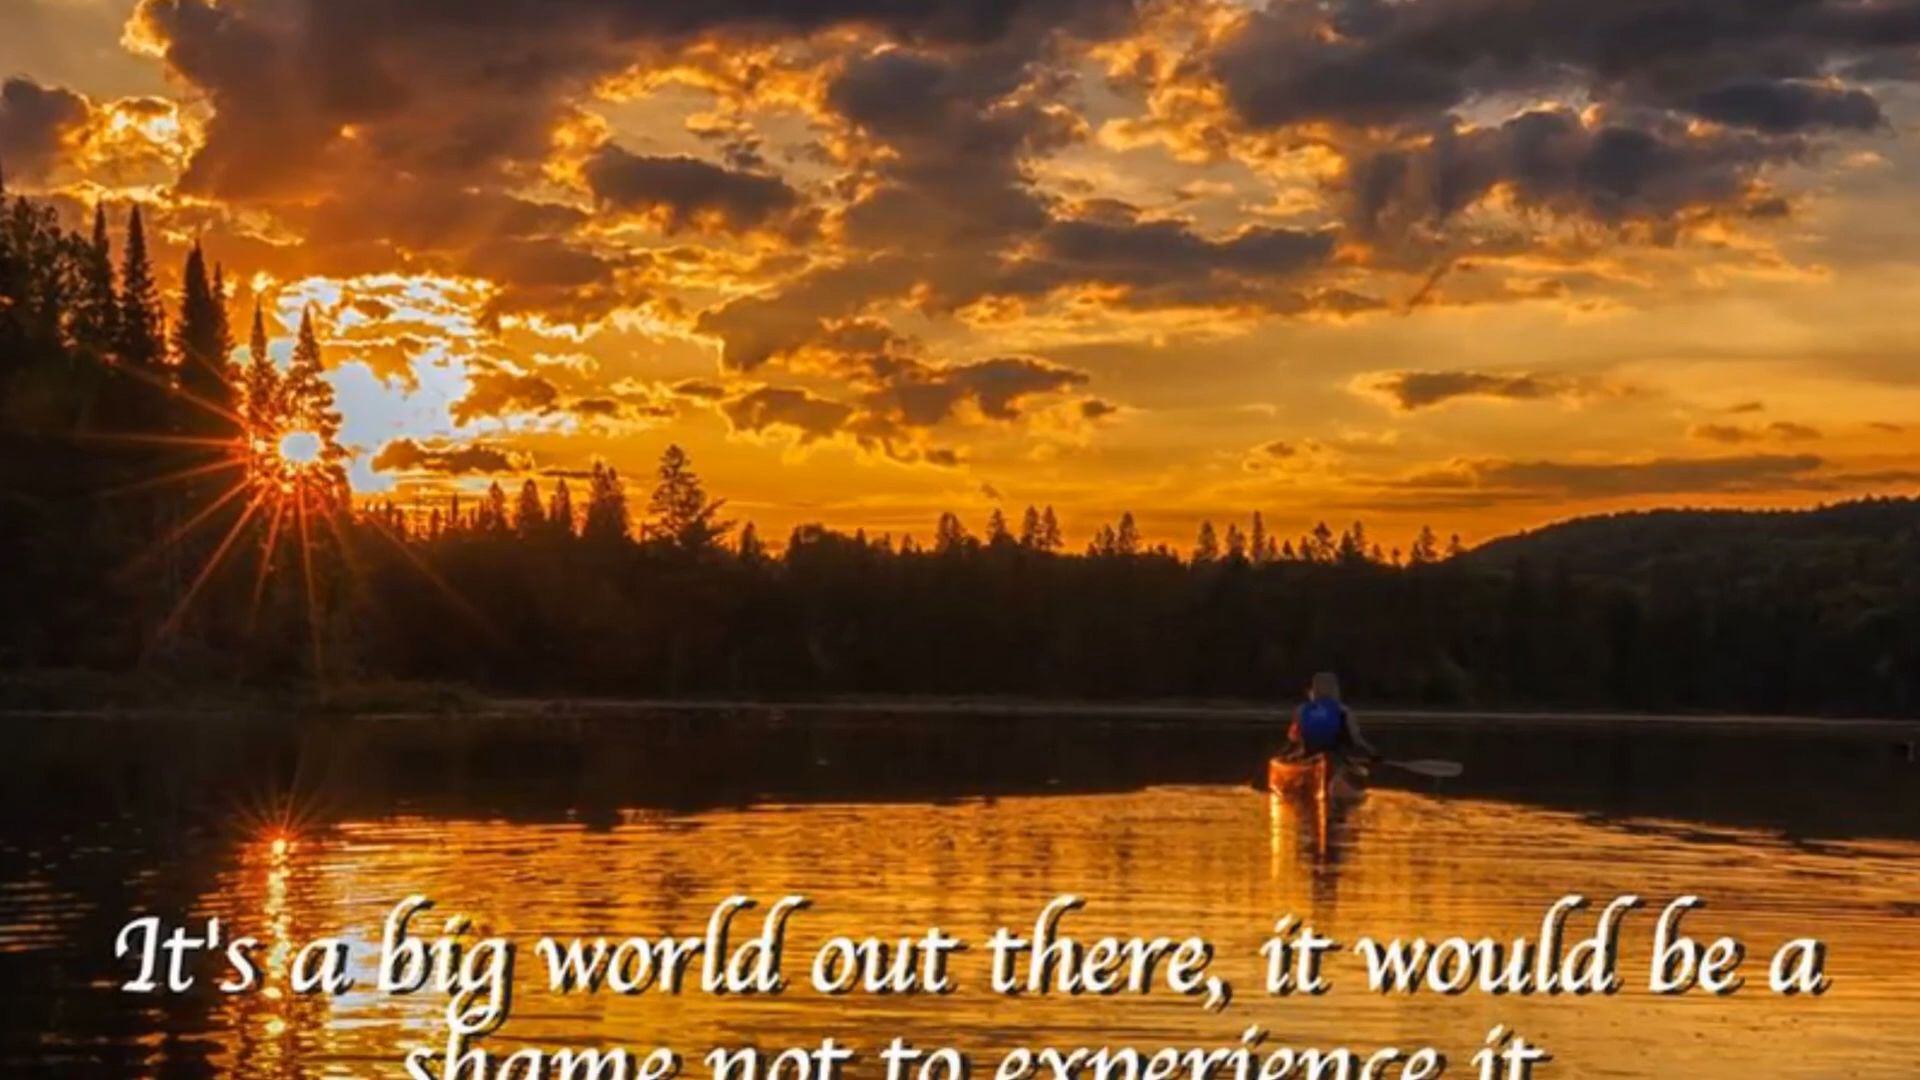 It's a big world out there, it would be a
shame not to experience it